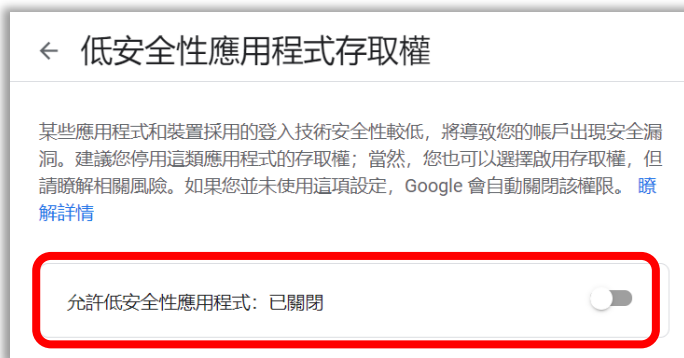 ← 低安全性應用程式存取權
某些應用程式和裝置採用的登入技術安全性較低，將導致您的帳戶出現安全漏
洞。建議您停用這類應用程式的存取權；當然，您也可以選擇啟用存取權，但
請瞭解相關風險。如果您並未使用這項設定，Google 會自動關閉該權限。 瞭
解詳情
允許低安全性應用程式：已關閉